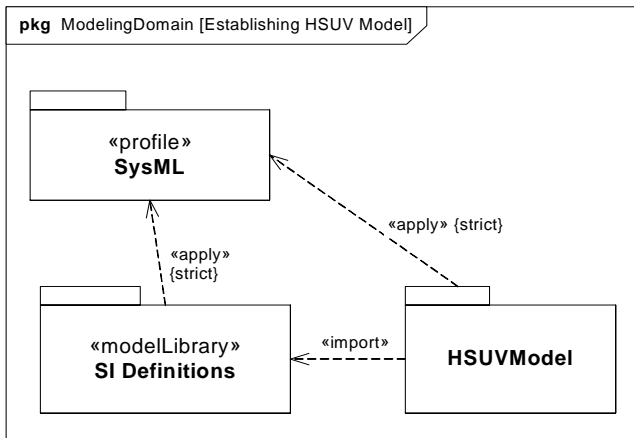 pkg ModelingDomain [Establishing HSUV Model]
«profile»
SysML
«apply» {strict}
«apply»
{strict}
«modelLibrary»
SI Definitions
«import»
HSUVModel